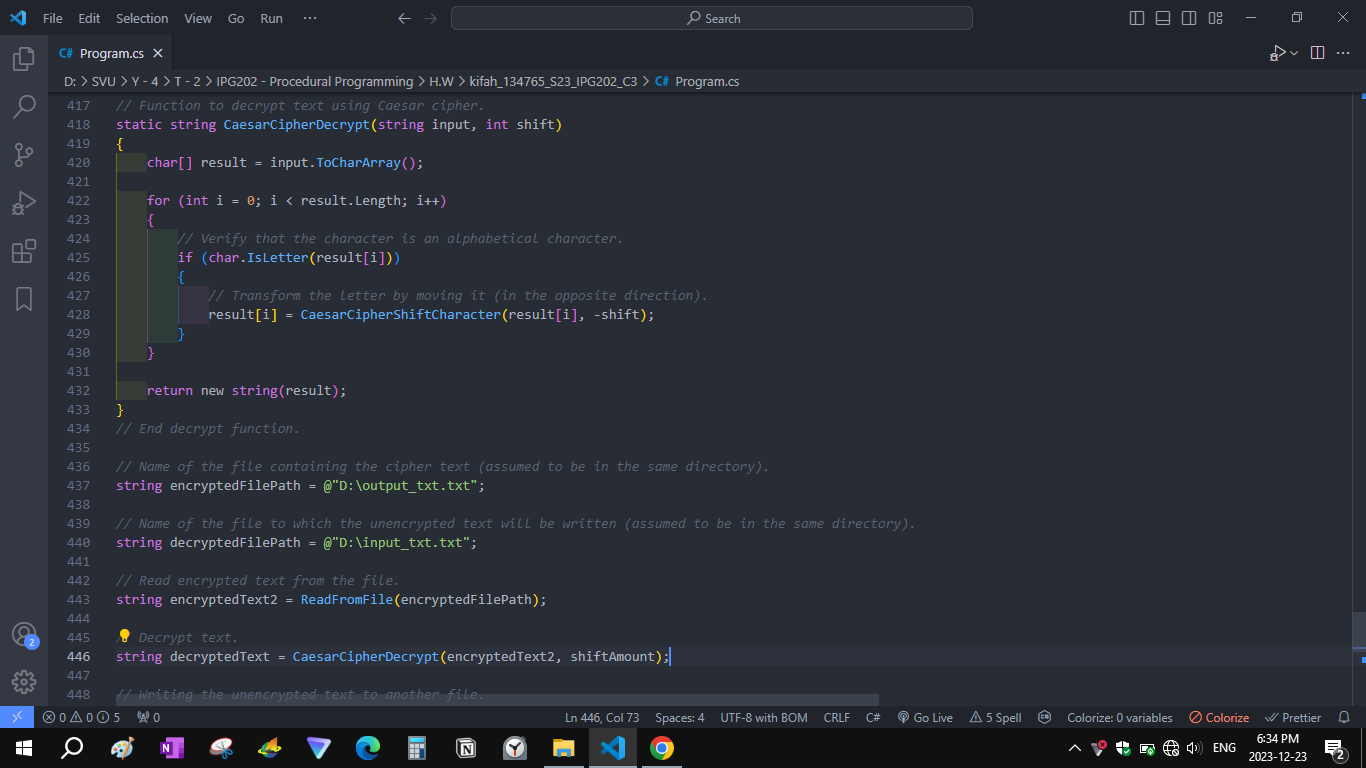 File Edit Selection View Go Run ··· Search
C# Program.cs
D: > SVU > Y - 4 > T - 2 > IPG202 - Procedural Programming > H.W > kifah_134765_S23_IPG202_C3 > C# Program.cs
417 // Function to decrypt text using Caesar cipher.
418 static string CaesarCipherDecrypt(string input, int shift)
419 {
420 char[] result = input.ToCharArray();
421
422 for (int i = 0; i < result.Length; i++)
423 {
424 // Verify that the character is an alphabetical character.
425 if (char.IsLetter(result[i]))
426 {
427 // Transform the letter by moving it (in the opposite direction).
428 result[i] = CaesarCipherShiftCharacter(result[i], -shift);
429 }
430 }
431
432 return new string(result);
433 }
434 // End decrypt function.
435
436 // Name of the file containing the cipher text (assumed to be in the same directory).
437 string encryptedFilePath = @"D:\output_txt.txt";
438
439 // Name of the file to which the unencrypted text will be written (assumed to be in the same directory).
440 string decryptedFilePath = @"D:\input_txt.txt";
441
442 // Read encrypted text from the file.
443 string encryptedText2 = ReadFromFile(encryptedFilePath);
444
445 / Decrypt text.
446 string decryptedText = CaesarCipherDecrypt(encryptedText2, shiftAmount);
447
448 // Writing the unencrypted text to another file.
2
0 0 5 0 Ln 446, Col 73 Spaces: 4 UTF-8 with BOM CRLF C# Go Live 5 Spell Colorize: 0 variables Colorize Prettier
ENG 6:34 PM
2023-12-23 2